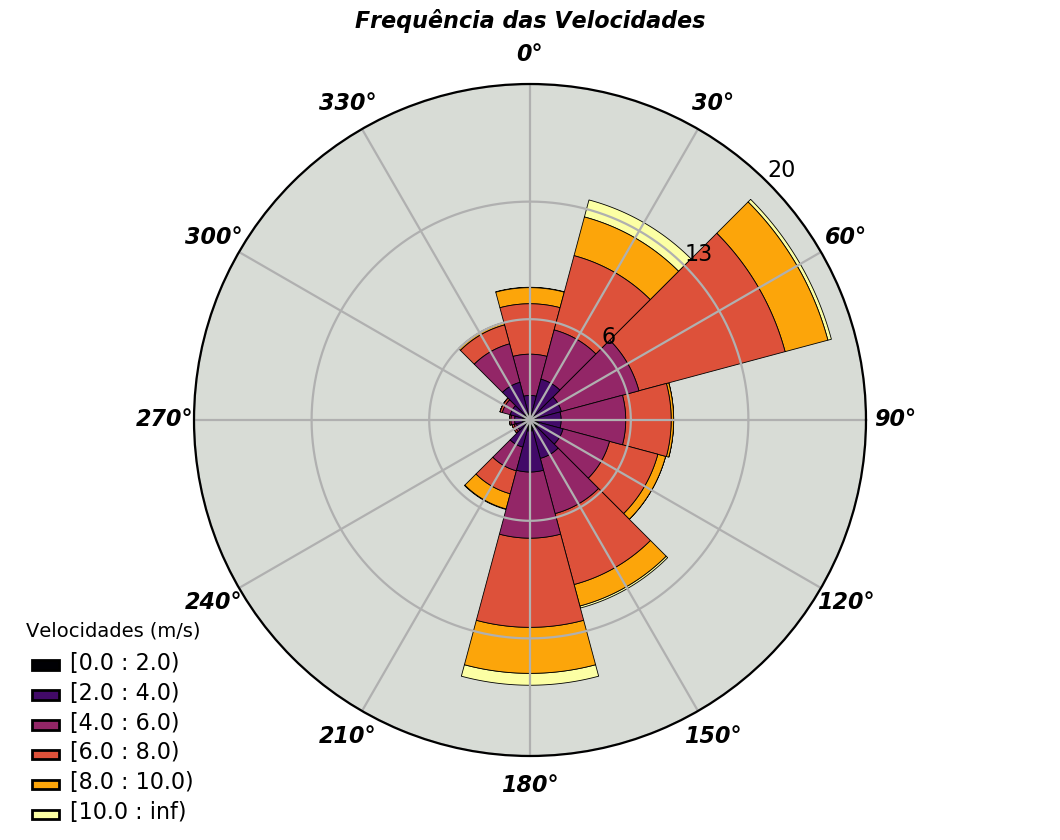 Frequência das Velocidades
0°
330°
30°
20
300°
60°
13
6
270°
90°
240°
120°
Velocidades (m/s)
[0.0 : 2.0)
[2.0 : 4.0)
[4.0 : 6.0)
[6.0 : 8.0)
[8.0 : 10.0)
[10.0 : inf)
210°
150°
180°